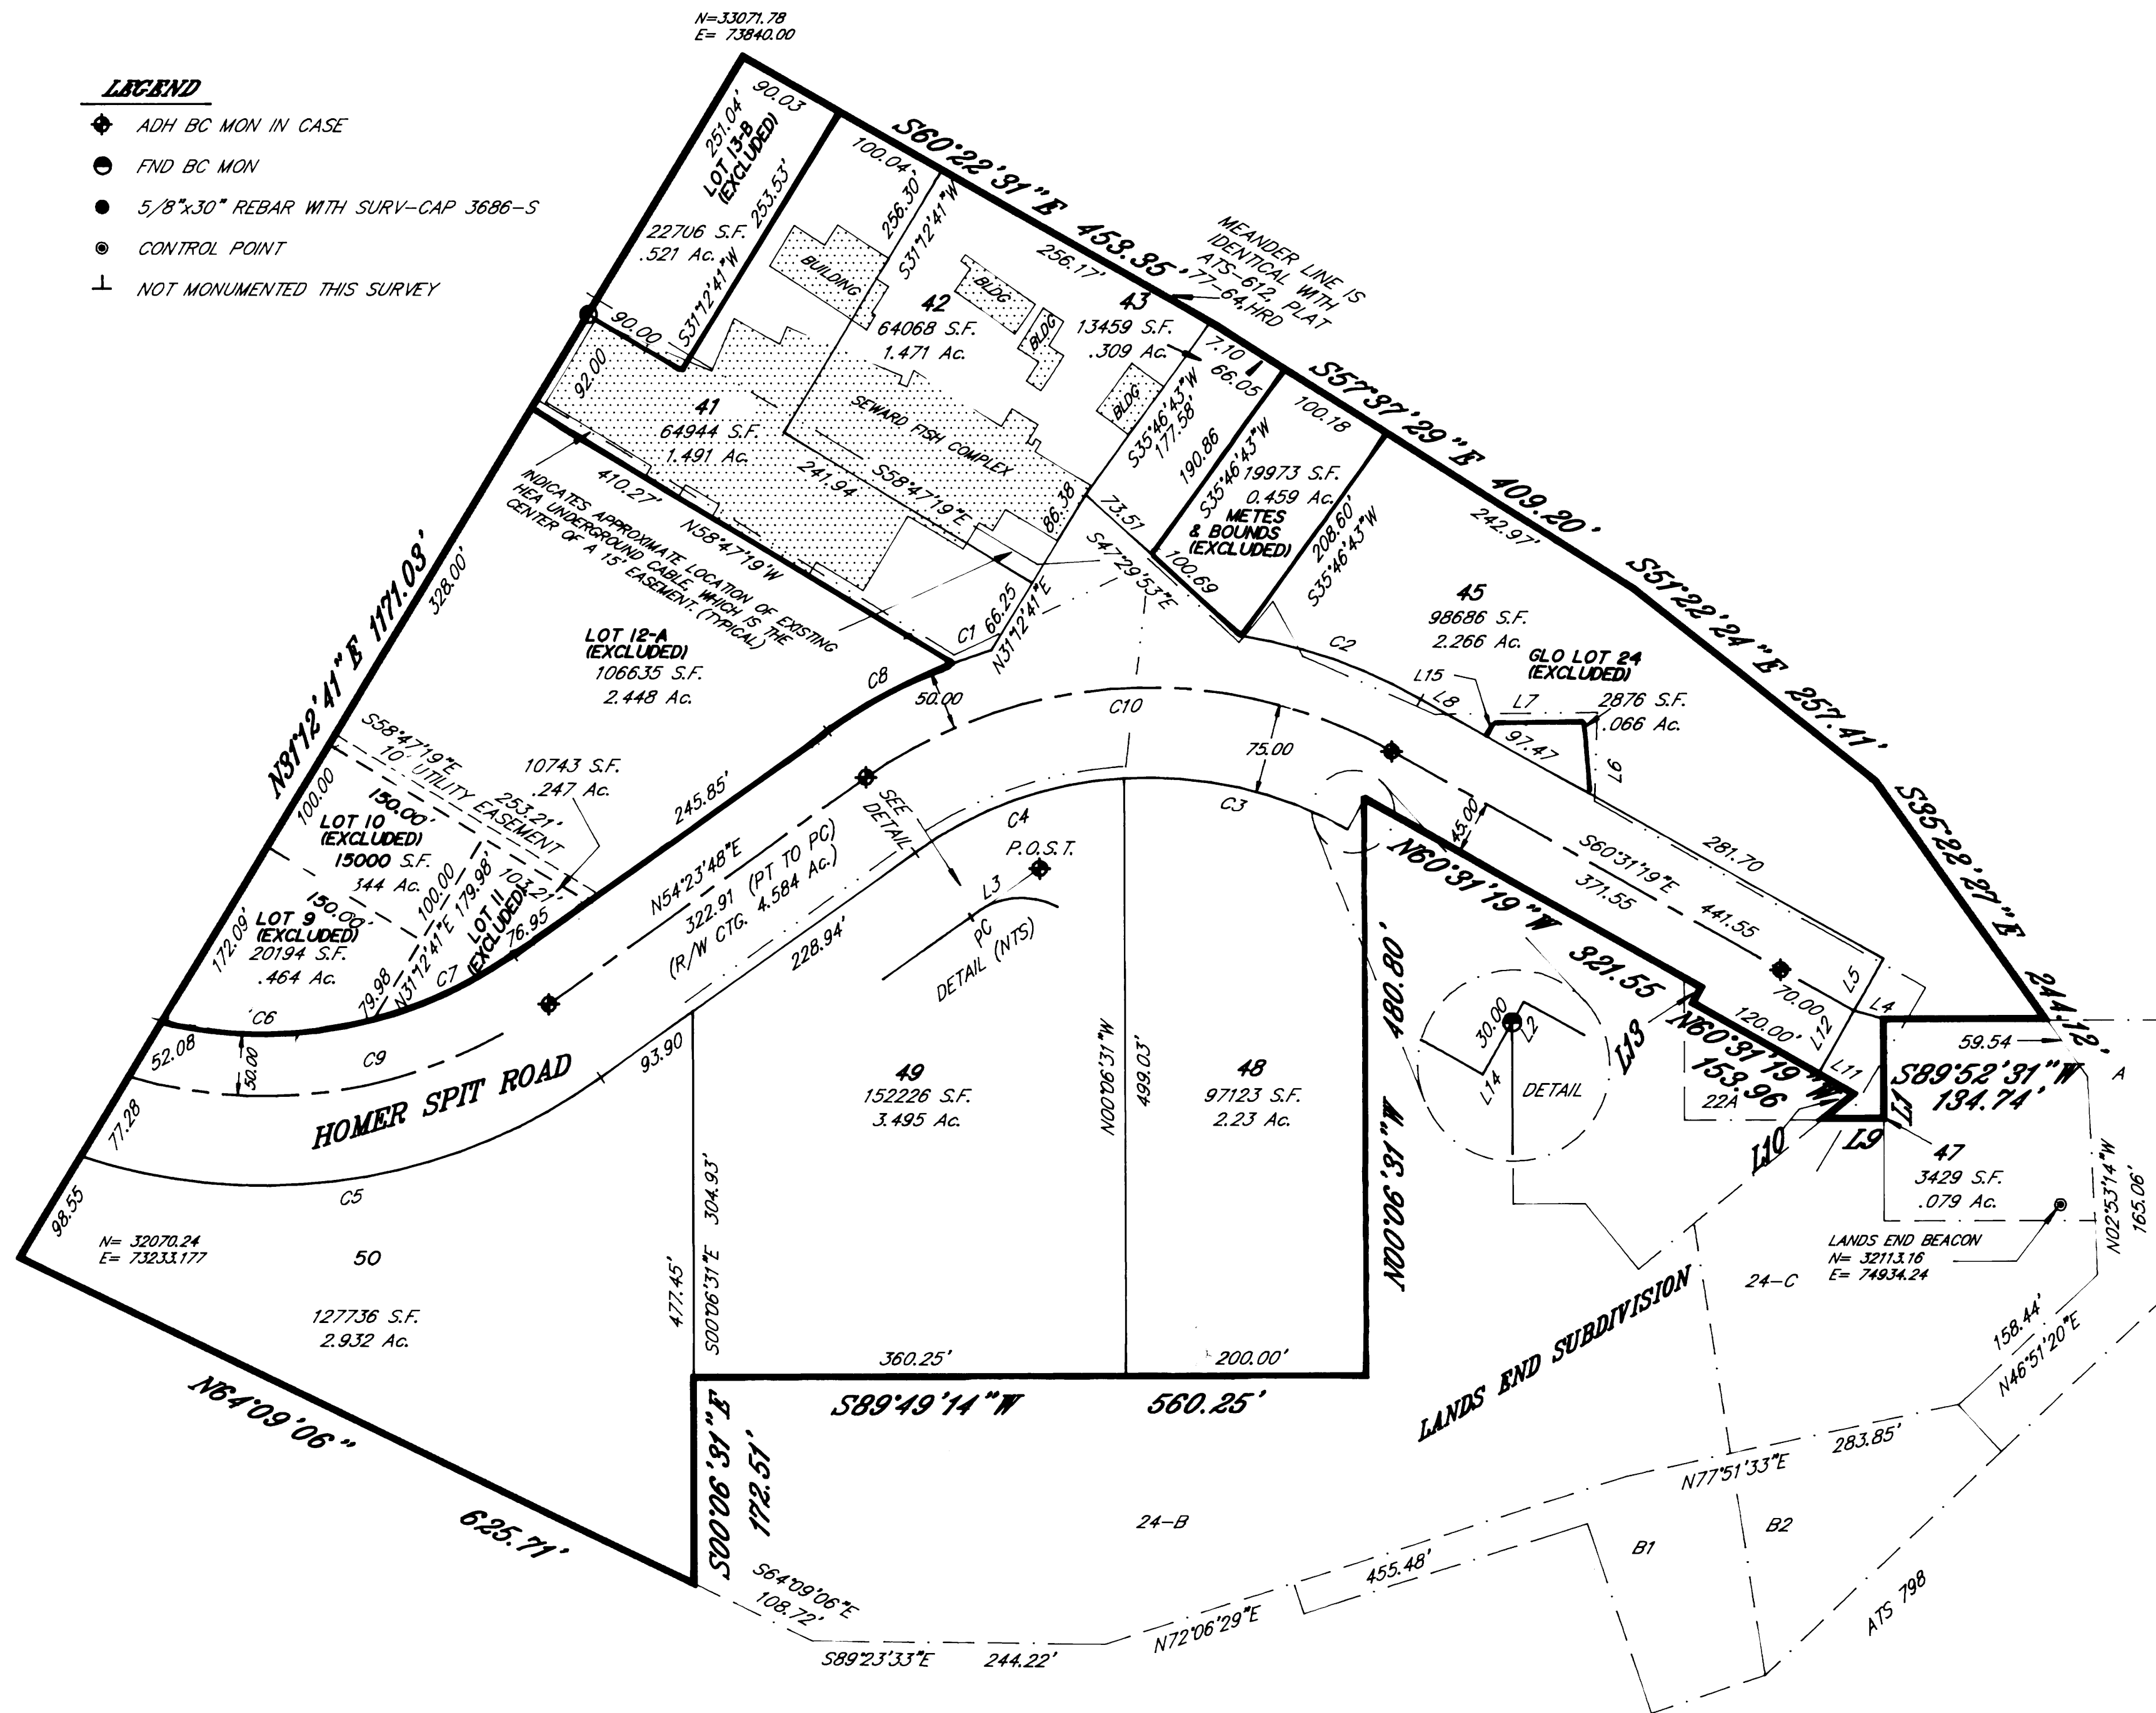 N=33071.78
E= 73840.00
LEGEND
ADH BC MON IN CASE
FND BC MON
5/8"x30" REBAR WITH SURV-CAP 3686-S
CONTROL POINT
NOT MONUMENTED THIS SURVEY
90.03
251.04'
LOT 13-B
(EXCLUDED)
253.53'
S31°12'41"W
22706 S.F.
.521 Ac.
90.00
92.00
100.04'
256.30'
S31°12'41"W
S60°22'31"E 453.35'
256.17'
MEANDER LINE IS
IDENTICAL WITH
ATS-612, PLAT
77-64,HRD
BUILDING
BLDG
BLDG
BLDG
42
64068 S.F.
1.471 Ac.
43
13459 S.F.
.309 Ac.
7.10
66.05
S35°46'43"W
177.58'
190.86
S35°46'43"W
100.18
S57°37'29"E 409.20'
242.97'
19973 S.F.
0.459 Ac.
METES
& BOUNDS
(EXCLUDED)
208.60'
S35°46'43"W
41
64944 S.F.
1.491 Ac.
SEWARD FISH COMPLEX
241.94
S58°47'19"E
86.38
73.51
S47°29'53"E
100.69
410.27'
N58°47'19"W
INDICATES APPROXIMATE LOCATION OF EXISTING
HEA UNDERGROUND CABLE, WHICH IS THE
CENTER OF A 15' EASEMENT. (TYPICAL)
C1
66.25
N31°12'41"E
N31°12'41"E 1171.03'
328.00'
LOT 12-A
(EXCLUDED)
106635 S.F.
2.448 Ac.
C8
50.00
C10
C2
45
98686 S.F.
2.266 Ac.
GLO LOT 24
(EXCLUDED)
2876 S.F.
.066 Ac.
L15
L8
L7
97.47
L6
S51°22'24"E 257.41'
S35°22'27"E
244.12'
S58°47'19"E
10' UTILITY EASEMENT
253.21'
10743 S.F.
.247 Ac.
245.85'
100.00
150.00'
LOT 10
(EXCLUDED)
15000 S.F.
344 Ac.
150.00'
100.00
103.21'
LOT 11
(EXCLUDED)
76.95
N31°12'41"E 179.98'
79.98
172.09'
LOT 9
(EXCLUDED)
20194 S.F.
.464 Ac.
C6
C7
52.08
50.00
C9
77.28
98.55
C5
HOMER SPIT ROAD
N54°23'48"E
322.91 (PT TO PC)
(R/W CTG. 4.584 Ac.)
SEE
DETAIL
228.94'
93.90
C4
P.O.S.T.
L3
PC
DETAIL (NTS)
75.00
C3
45.00
S60°31'19"E
371.55
281.70
441.55
70.00
L5
L4
L12
120.00'
N60°31'19"W 321.55
L13
N60°31'19"W
153.96
L11
L1
L10
L9
22A
59.54
S89°52'31"W
134.74'
A
47
3429 S.F.
.079 Ac.
N02°53'14"W
165.06'
LANDS END BEACON
N= 32113.16
E= 74934.24
30.00
L2
L14
DETAIL
N00°06'31"W 480.80'
N00°06'31"W
499.03'
49
152226 S.F.
3.495 Ac.
48
97123 S.F.
2.23 Ac.
N= 32070.24
E= 73233.177
50
127736 S.F.
2.932 Ac.
477.45'
S00°06'31"E 304.93'
360.25'
200.00'
S89°49'14"W 560.25'
N64°09'06"
625.71'
S00°06'31"E
172.51'
LANDS END SUBDIVISION
24-C
158.44'
N46°51'20"E
283.85'
N77°51'33"E
24-B
B1
B2
455.48'
N72°06'29"E
ATS 798
S64°09'06"E
108.72'
S89°23'33"E 244.22'